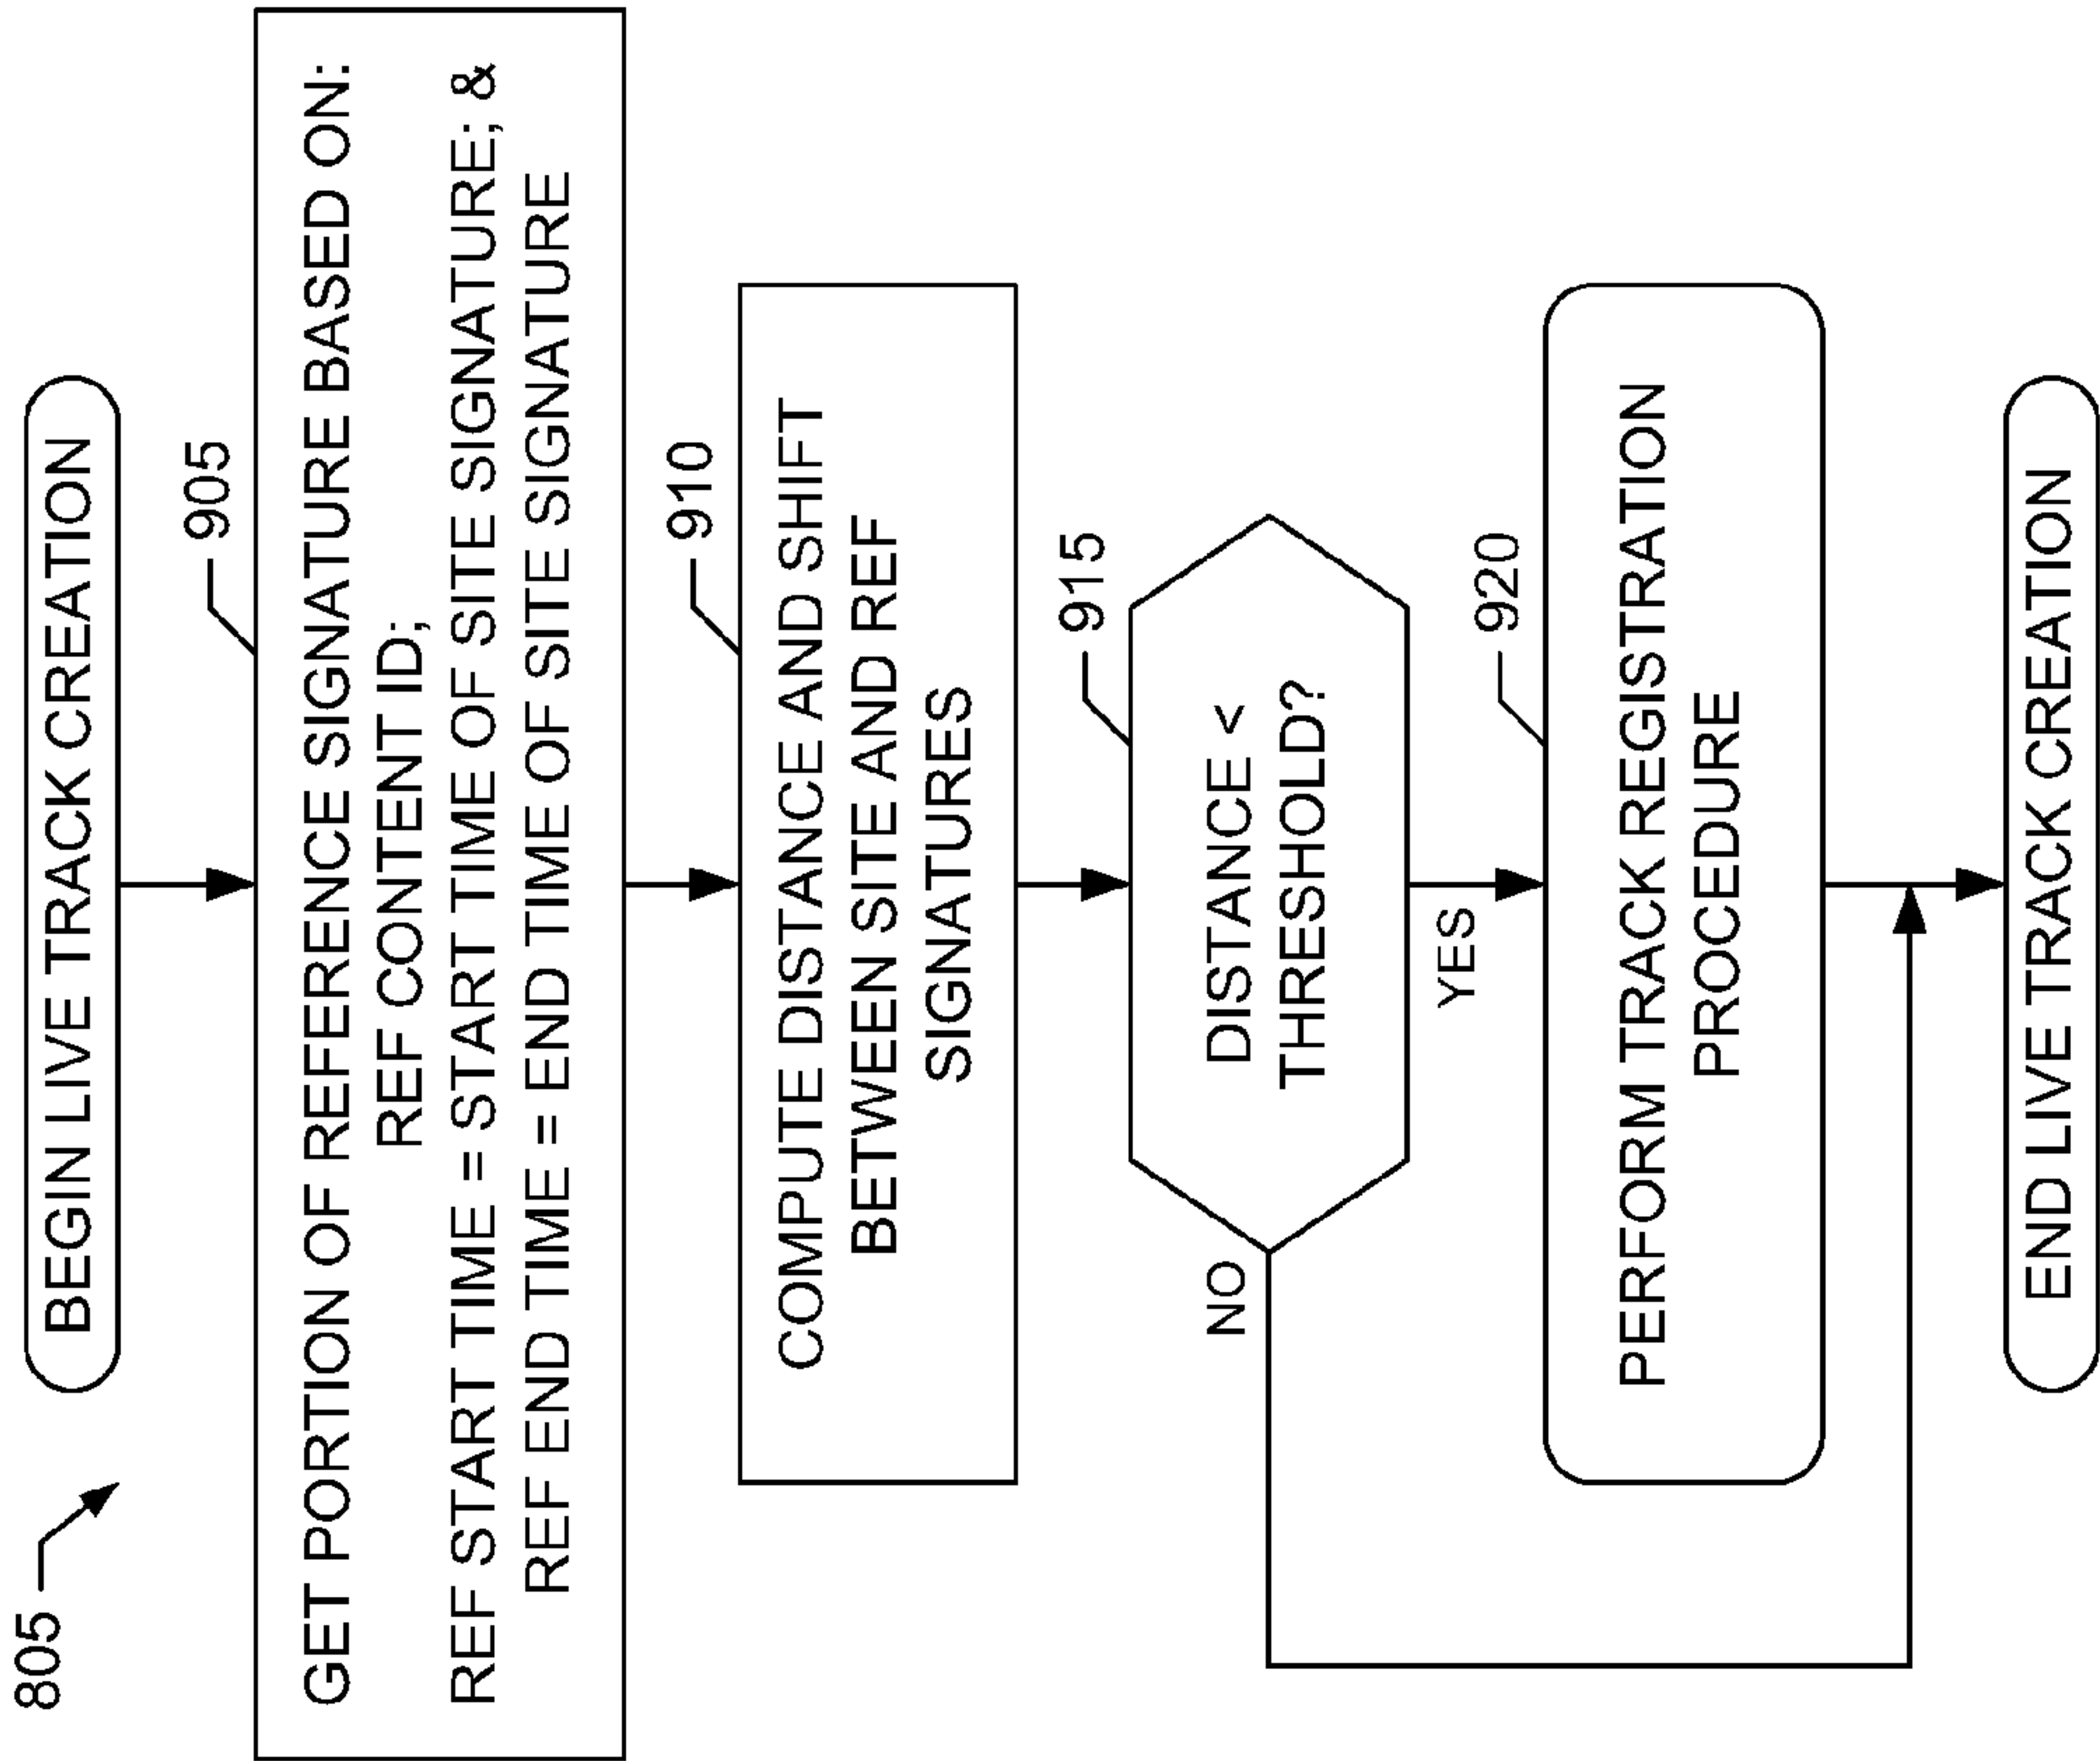 805
BEGIN LIVE TRACK CREATION
905
GET PORTION OF REFERENCE SIGNATURE BASED ON:
REF CONTENT ID;
REF START TIME = START TIME OF SITE SIGNATURE; &
REF END TIME = END TIME OF SITE SIGNATURE
910
COMPUTE DISTANCE AND SHIFT
BETWEEN SITE AND REF
SIGNATURES
915
DISTANCE <
THRESHOLD?
NO
YES
920
PERFORM TRACK REGISTRATION
PROCEDURE
END LIVE TRACK CREATION